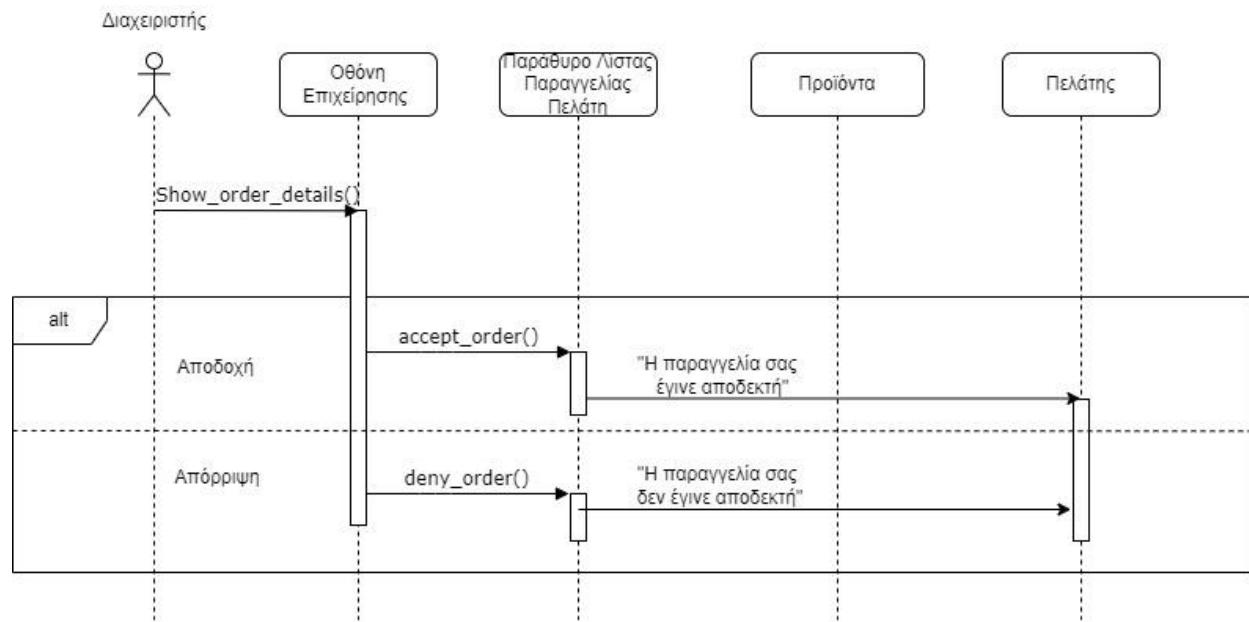 Διαχειριστής
Οθόνη
Επιχείρησης
Παράθυρο Λίστας
Παραγγελίας
Πελάτη
Προϊόντα
Πελάτης
Show_order_details()
alt
Αποδοχή
accept_order()
"Η παραγγελία σας
έγινε αποδεκτή"
Απόρριψη
deny_order()
"Η παραγγελία σας
δεν έγινε αποδεκτή"